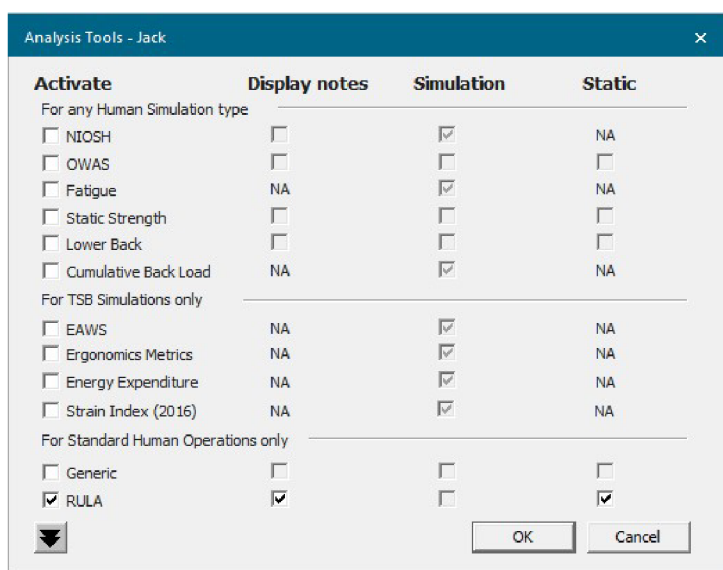 Analysis Tools - Jack
Activate Display notes Simulation Static
For any Human Simulation type
NIOSH NA
OWAS
Fatigue NA NA
Static Strength
Lower Back
Cumulative Back Load NA NA
For TSB Simulations only
EAWS NA NA
Ergonomics Metrics NA NA
Energy Expenditure NA NA
Strain Index (2016) NA NA
For Standard Human Operations only
Generic
RULA
OK Cancel